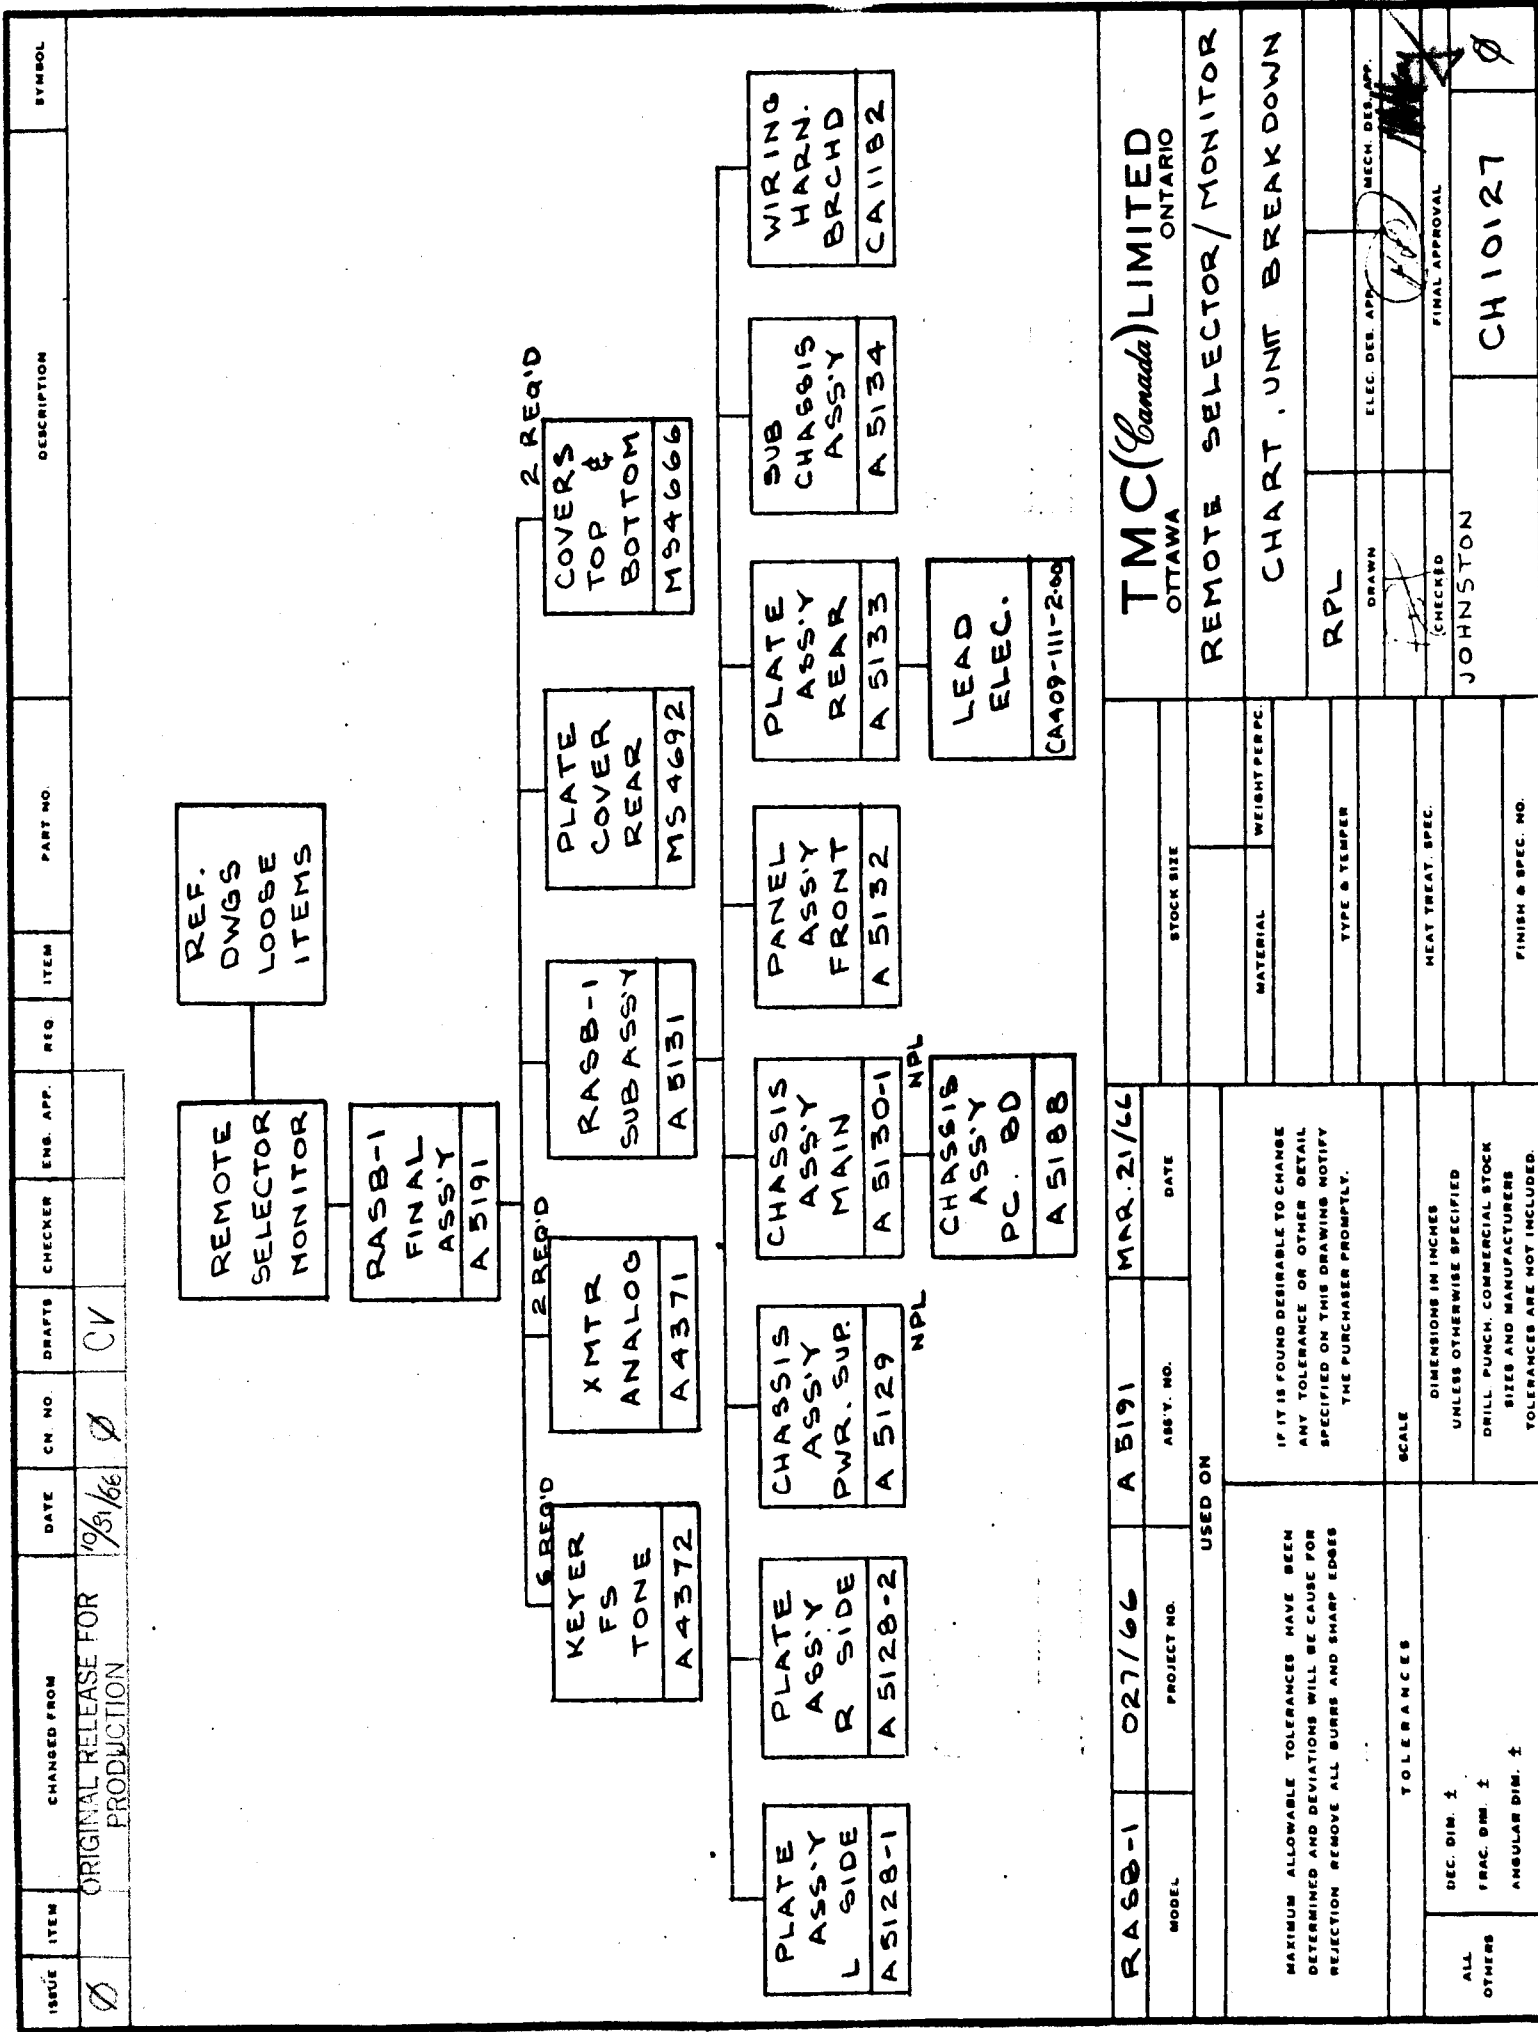 ISSUE ITEM CHANGED FROM DATE CN. NO. DRAFTS CHECKER ENG. APP. REQ. ITEM PART NO. DESCRIPTION SYMBOL
Ø ORIGINAL RELEASE FOR 10/31/66 Ø CV
PRODUCTION
REMOTE
SELECTOR
MONITOR
REF.
DWGS
LOOSE
ITEMS
RASB-1
FINAL
ASS'Y
A 5191
6 REQ'D
KEYER
FS
TONE
A 4372
2 REQ'D
XMTR
ANALOG
A 4371
RASB-1
SUBASS'Y
A 5131
PLATE
COVER
REAR
MS 4692
2 REQ'D
COVERS
TOP &
BOTTOM
MS4666
PLATE
ASS'Y
L SIDE
A 5128-1
PLATE
ASS'Y
R SIDE
A 5128-2
CHASSIS
ASS'Y
PWR. SUP.
A 5129
NPL
CHASSIS
ASS'Y
MAIN
A 5130-1
NPL
PANEL
ASS'Y
FRONT
A 5132
PLATE
ASS'Y
REAR
A 5133
SUB
CHASSIS
ASS'Y
A 5134
WIRING
HARN.
BRCHD
CA1182
CHASSIS
ASS'Y
PC. BD
A 5188
LEAD
ELEC.
CA409-111-2.00
RASB-1 027/66 A 5191 MAR. 21/66
MODEL PROJECT NO. ASS'Y. NO. DATE
USED ON
MAXIMUM ALLOWABLE TOLERANCES HAVE BEEN
DETERMINED AND DEVIATIONS WILL BE CAUSE FOR
REJECTION REMOVE ALL BURRS AND SHARP EDGES
IF IT IS FOUND DESIRABLE TO CHANGE
ANY TOLERANCE OR OTHER DETAIL
SPECIFIED ON THIS DRAWING NOTIFY
THE PURCHASER PROMPTLY.
TOLERANCES
SCALE
ALL
OTHERS
DEC. DIM. ±
FRAC. DIM. ±
ANGULAR DIM. ±
DIMENSIONS IN INCHES
UNLESS OTHERWISE SPECIFIED
DRILL, PUNCH, COMMERCIAL STOCK
SIZES AND MANUFACTURERS
TOLERANCES ARE NOT INCLUDED.
STOCK SIZE
MATERIAL WEIGHT PER PC.
TYPE & TEMPER
HEAT TREAT. SPEC.
FINISH & SPEC. NO.
TMC (Canada) LIMITED
OTTAWA ONTARIO
REMOTE SELECTOR/MONITOR
CHART, UNIT BREAKDOWN
RPL
DRAWN ELEC. DES. APP. MECH. DES. APP.
CHECKED FINAL APPROVAL
JOHNSTON CH10127 Ø